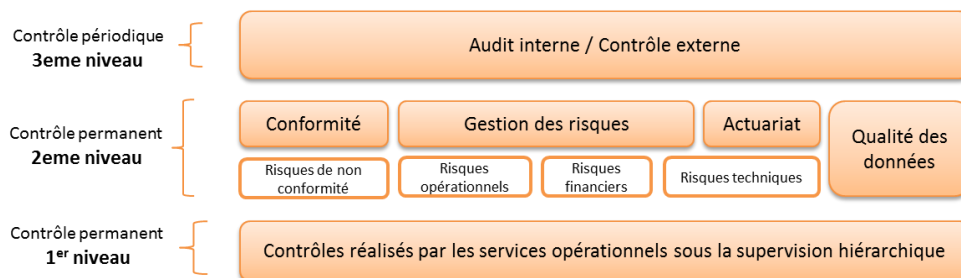 Contrôle périodique
3eme niveau
Audit interne / Contrôle externe
Contrôle permanent
2eme niveau
Conformité
Gestion des risques
Actuariat
Qualité des
données
Risques de non
conformité
Risques
opérationnels
Risques
financiers
Risques techniques
Contrôle permanent
1er niveau
Contrôles réalisés par les services opérationnels sous la supervision hiérarchique